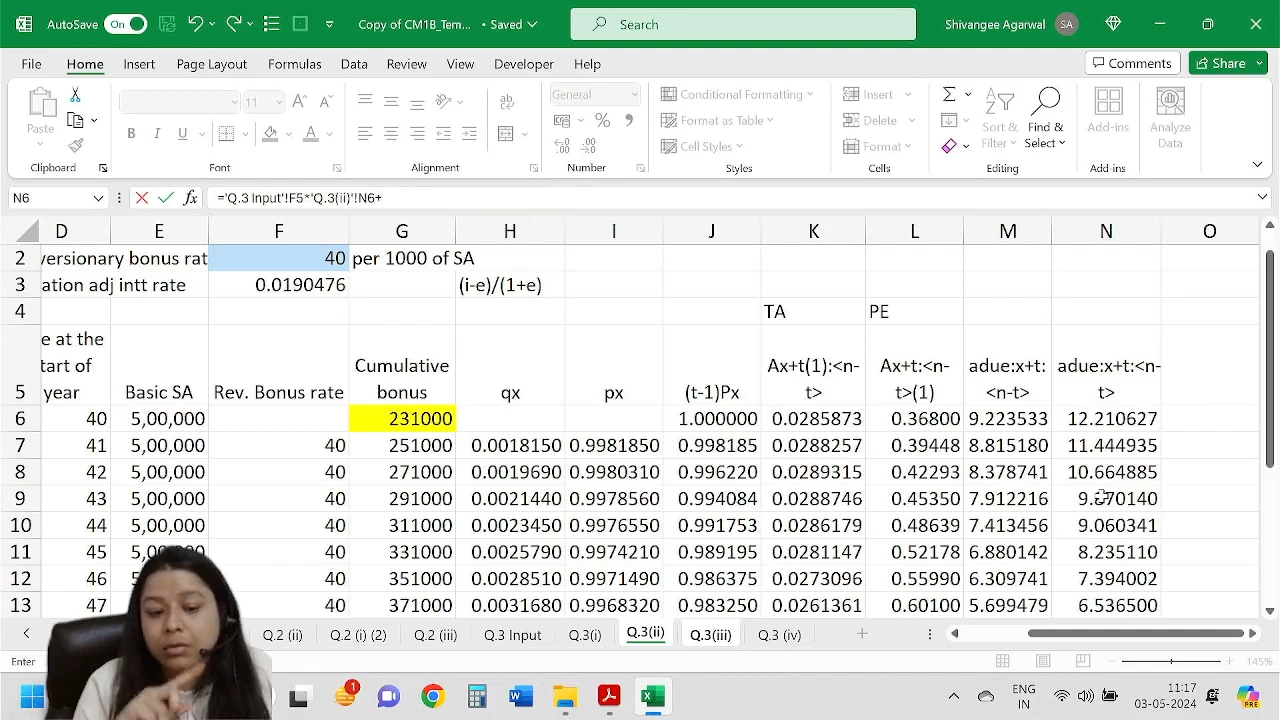 AutoSave On Copy of CM1B_Tem... • Saved Search Shivangee Agarwal SA
File Home Insert Page Layout Formulas Data Review View Developer Help Comments Share
Paste 11 A A ab General Conditional Formatting Insert Σ Sort & Filter Find & Select Add-ins Analyze Data
B I U A % 9 Format as Table Delete
Cell Styles Format
Clipboard Font Alignment Number Styles Cells Editing Add-ins
N6 fx ='Q.3 Input'!F5*'Q.3(ii)'!N6+
D E F G H I J K L M N O
2 versionary bonus rat 40 per 1000 of SA
3 ation adj intt rate 0.0190476 (i-e)/(1+e)
4 TA PE
5 e at the tart of year Basic SA Rev. Bonus rate Cumulative bonus qx px (t-1)Px Ax+t(1):<n-t> Ax+t:<n-t>(1) adue:x+t:<n-t> adue:x+t:<n-t>
6 40 5,00,000 231000 1.000000 0.0285873 0.36800 9.223533 12.210627
7 41 5,00,000 40 251000 0.0018150 0.9981850 0.998185 0.0288257 0.39448 8.815180 11.444935
8 42 5,00,000 40 271000 0.0019690 0.9980310 0.996220 0.0289315 0.42293 8.378741 10.664885
9 43 5,00,000 40 291000 0.0021440 0.9978560 0.994084 0.0288746 0.45350 7.912216
10 44 5,00,000 40 311000 0.0023450 0.9976550 0.991753 0.0286179 0.48639 7.413456 9.060341
11 45 40 331000 0.0025790 0.9974210 0.989195 0.0281147 0.52178 6.880142 8.235110
12 46 40 351000 0.0028510 0.9971490 0.986375 0.0273096 0.55990 6.309741 7.394002
13 47 40 371000 0.0031680 0.9968320 0.983250 0.0261361 0.60100 5.699479 6.536500
Q.2 (ii) Q.2 (i) (2) Q.2 (iii) Q.3 Input Q.3(i) Q.3(ii) Q.3(iii) Q.3 (iv)
Enter 145%
1 ENG IN 11:17 03-05-2024 PRE